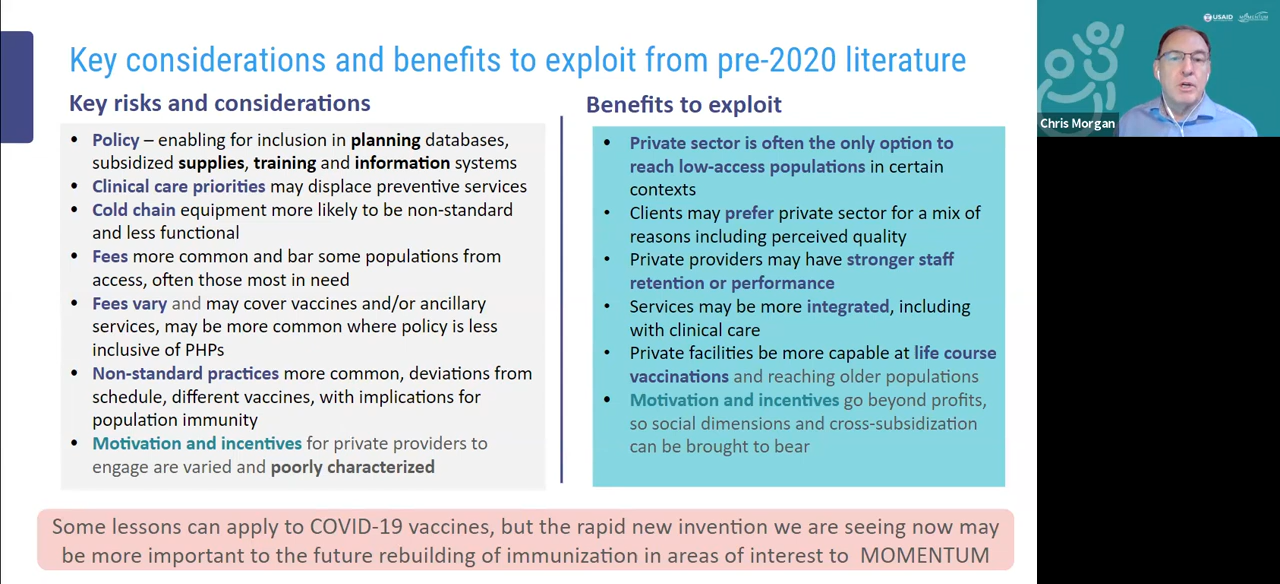 Key considerations and benefits to exploit from pre-2020 literature
Key risks and considerations
• Policy – enabling for inclusion in planning databases,
subsidized supplies, training and information systems
• Clinical care priorities may displace preventive services
• Cold chain equipment more likely to be non-standard
and less functional
• Fees more common and bar some populations from
access, often those most in need
• Fees vary and may cover vaccines and/or ancillary
services, may be more common where policy is less
inclusive of PHPs
• Non-standard practices more common, deviations from
schedule, different vaccines, with implications for
population immunity
• Motivation and incentives for private providers to
engage are varied and poorly characterized
Benefits to exploit
• Private sector is often the only option to
reach low-access populations in certain
contexts
• Clients may prefer private sector for a mix of
reasons including perceived quality
• Private providers may have stronger staff
retention or performance
• Services may be more integrated, including
with clinical care
• Private facilities be more capable at life course
vaccinations and reaching older populations
• Motivation and incentives go beyond profits,
so social dimensions and cross-subsidization
can be brought to bear
Some lessons can apply to COVID-19 vaccines, but the rapid new invention we are seeing now may
be more important to the future rebuilding of immunization in areas of interest to MOMENTUM
USAID
MOMENTUM
Chris Morgan